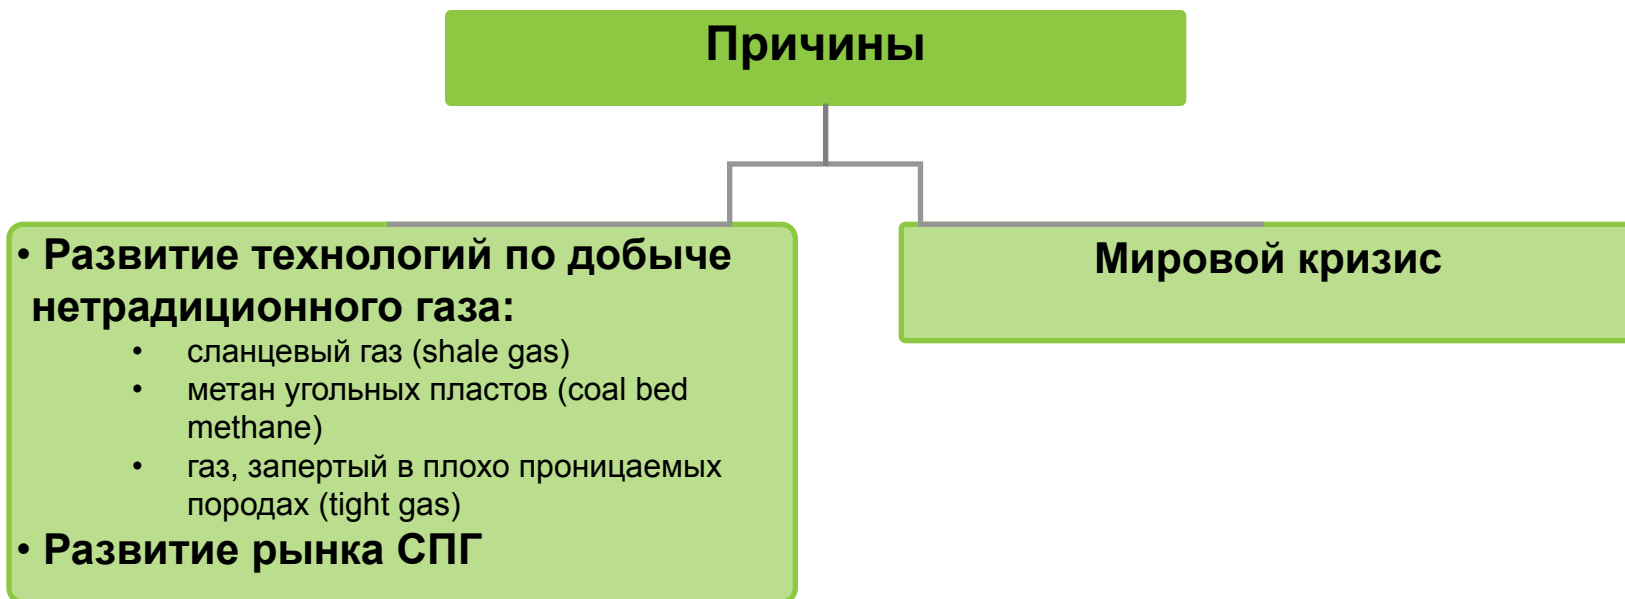 Причины
• Развитие технологий по добыче
нетрадиционного газа:
• сланцевый газ (shale gas)
• метан угольных пластов (coal bed
methane)
• газ, запертый в плохо проницаемых
породах (tight gas)
• Развитие рынка СПГ
Мировой кризис